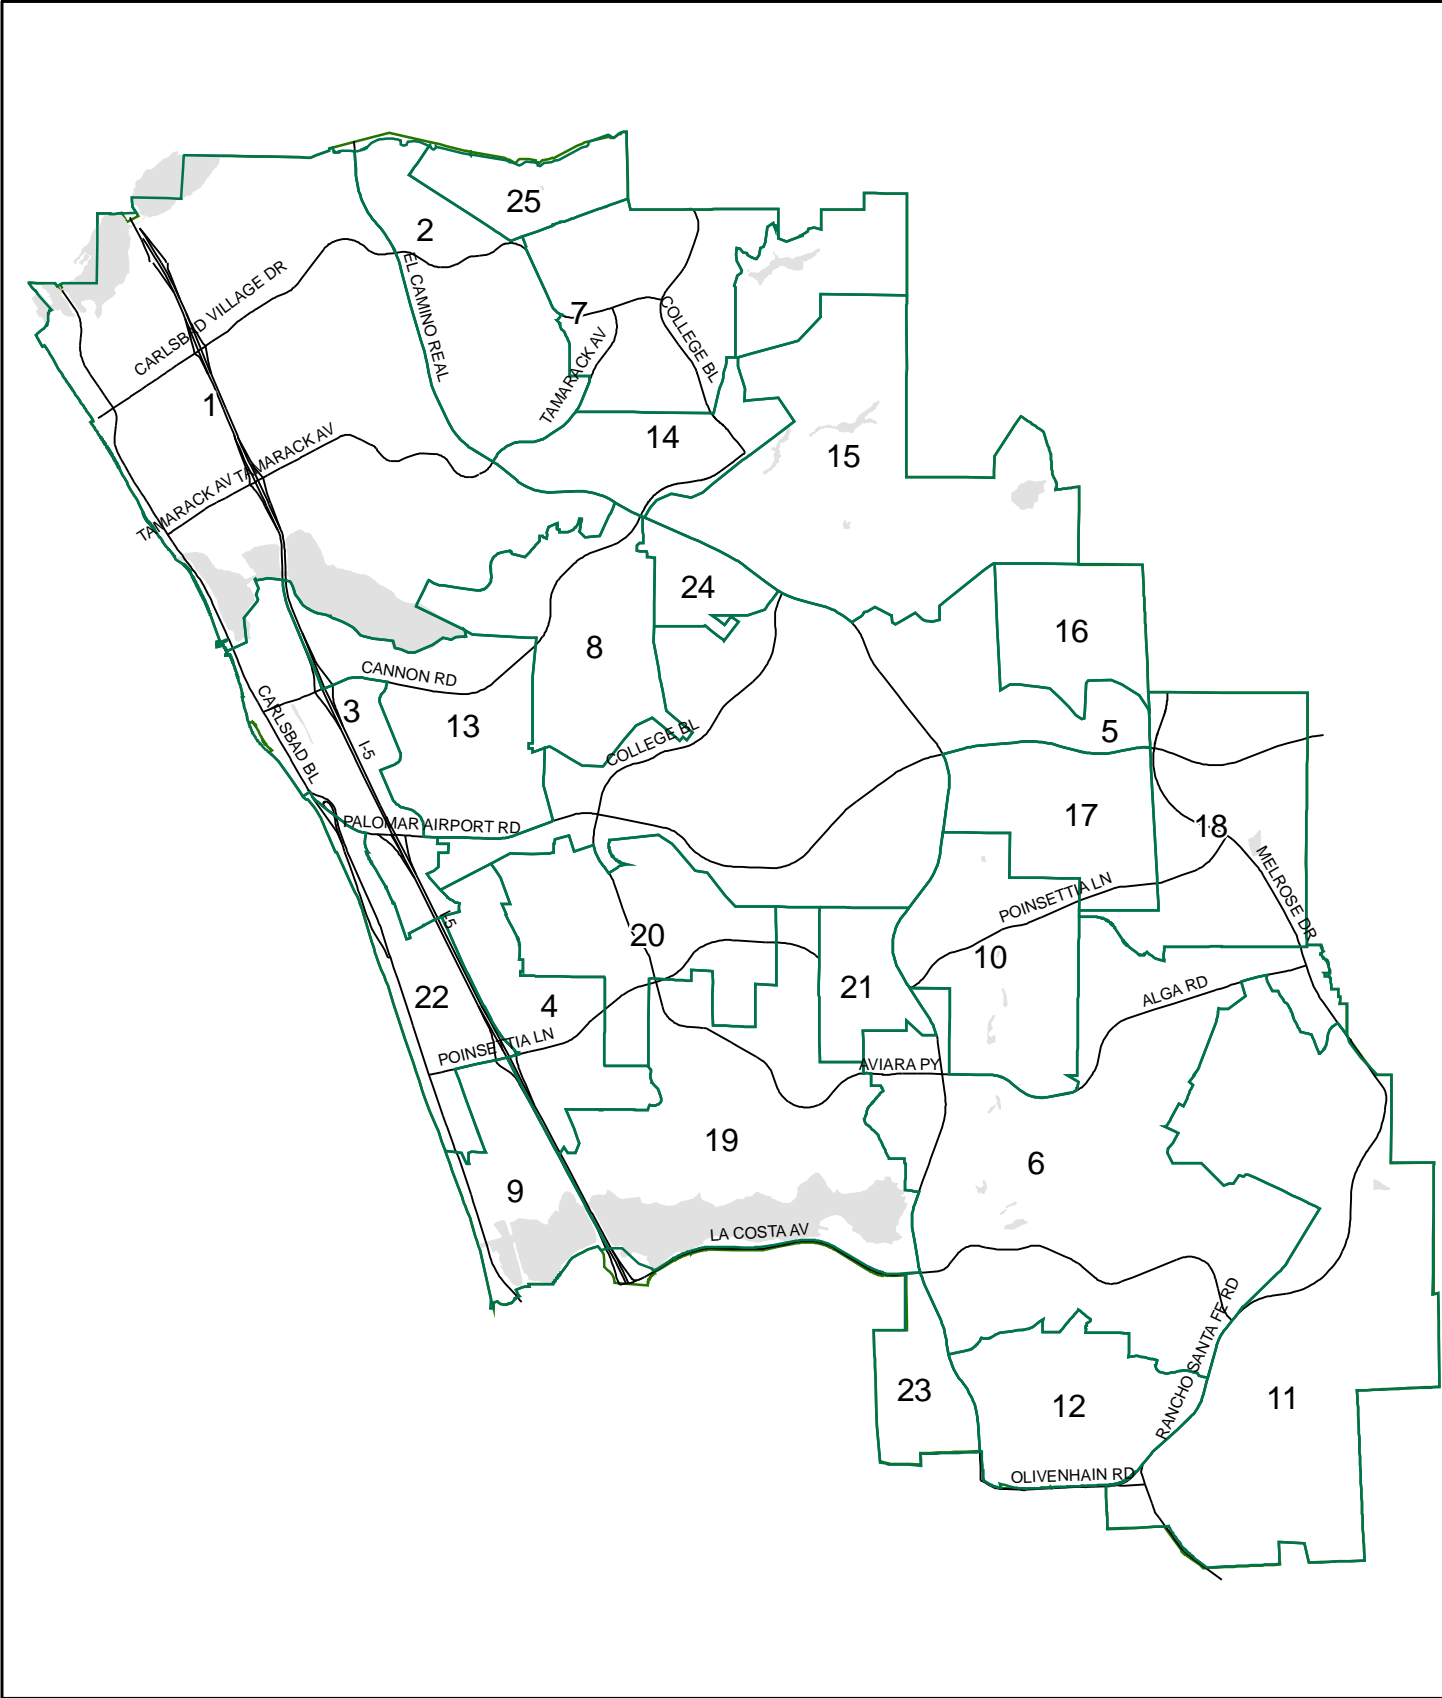 25
2
CARLSBAD VILLAGE DR
EL CAMINO REAL
7
COLLEGE BL
TAMARACK AV
1
TAMARACK AV
TAMARACK AV
14
15
24
16
8
CANNON RD
3
13
CARLSBAD BL
I-5
COLLEGE BL
5
17
18
PALOMAR AIRPORT RD
MELROSE DR
POINSETTIA LN
I-5
20
10
22
4
21
ALGA RD
POINSETTIA LN
AVIARA PY
19
6
9
LA COSTA AV
RANCHO SANTA FE RD
23
12
11
OLIVENHAIN RD